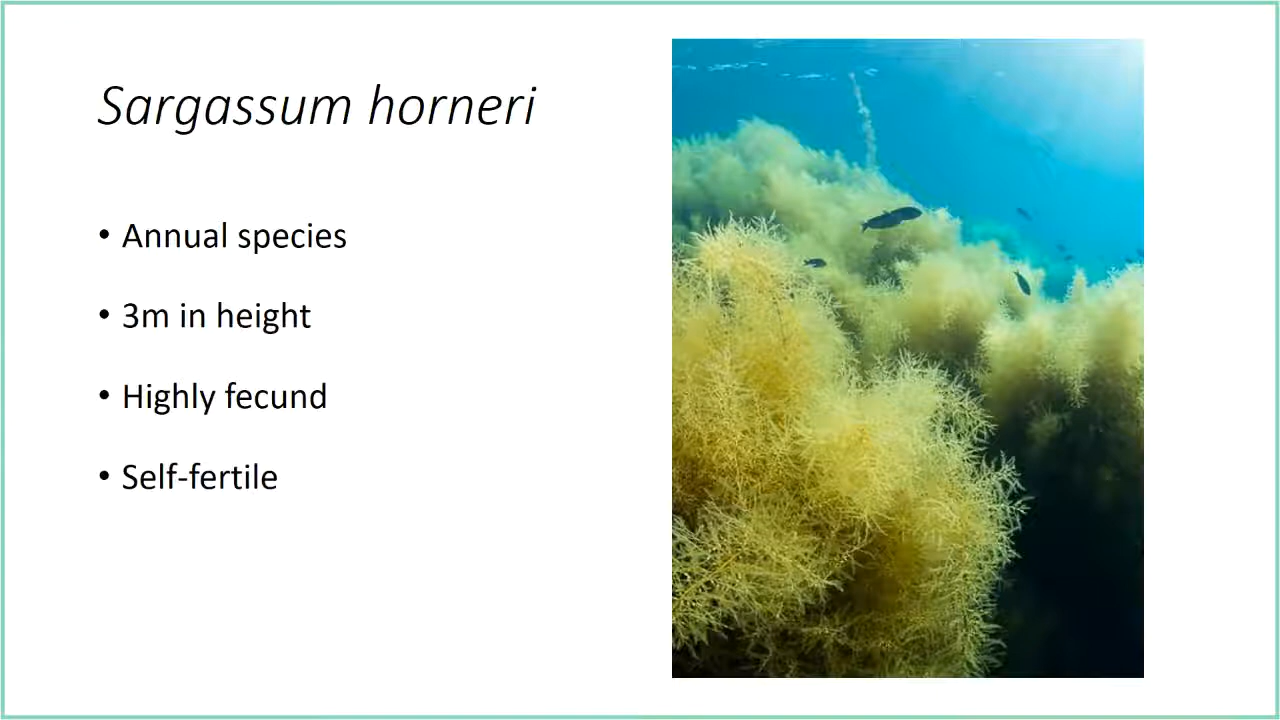 Sargassum horneri
• Annual species
• 3m in height
• Highly fecund
• Self-fertile